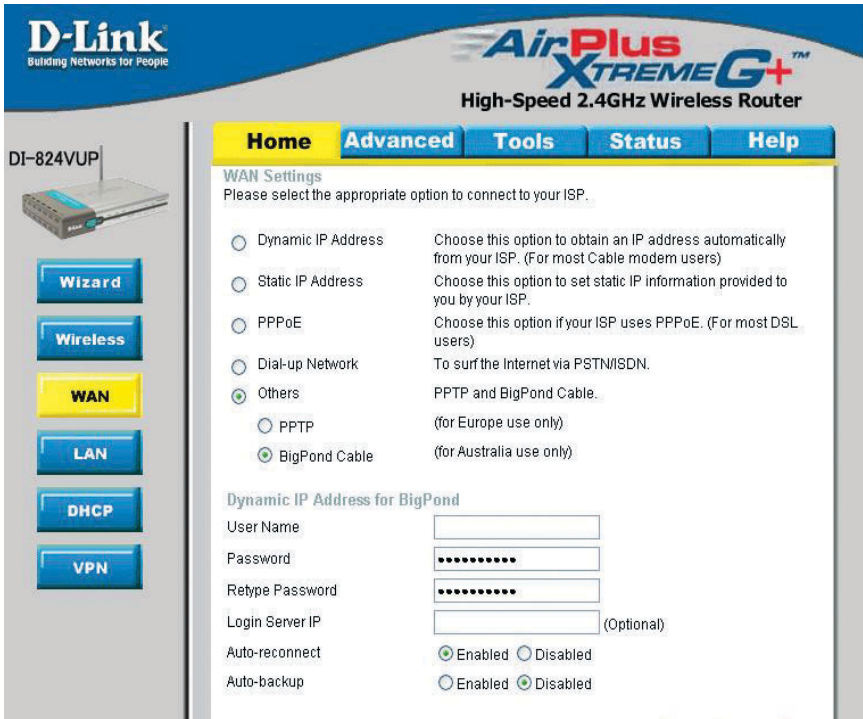 D-Link
Building Networks for People
AirPlus
XTREME G+™
High-Speed 2.4GHz Wireless Router
DI-824VUP
Home Advanced Tools Status Help
Wizard
Wireless
WAN
LAN
DHCP
VPN
WAN Settings
Please select the appropriate option to connect to your ISP.
Dynamic IP Address Choose this option to obtain an IP address automatically
from your ISP. (For most Cable modem users)
Static IP Address Choose this option to set static IP information provided to
you by your ISP.
PPPoE Choose this option if your ISP uses PPPoE. (For most DSL
users)
Dial-up Network To surf the Internet via PSTN/ISDN.
Others PPTP and BigPond Cable.
PPTP (for Europe use only)
BigPond Cable (for Australia use only)
Dynamic IP Address for BigPond
User Name
Password ••••••••••
Retype Password ••••••••••
Login Server IP (Optional)
Auto-reconnect Enabled Disabled
Auto-backup Enabled Disabled